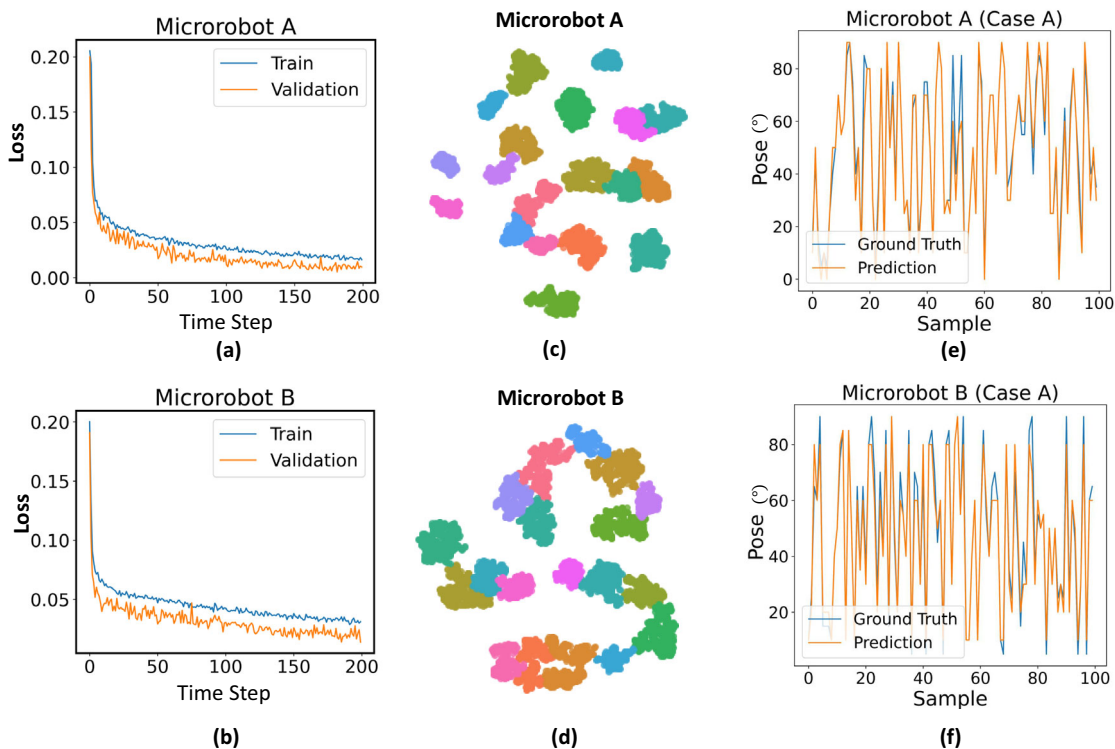 Microrobot A
Loss
0.20
0.15
0.10
0.05
0.00
Train
Validation
0
50
100
150
200
Time Step
(a)
Microrobot A
(c)
Microrobot A (Case A)
Pose (°)
80
60
40
20
0
Ground Truth
Prediction
0
20
40
60
80
100
Sample
(e)
Microrobot B
Loss
0.20
0.15
0.10
0.05
Train
Validation
0
50
100
150
200
Time Step
(b)
Microrobot B
(d)
Microrobot B (Case A)
Pose (°)
80
60
40
20
Ground Truth
Prediction
0
20
40
60
80
100
Sample
(f)